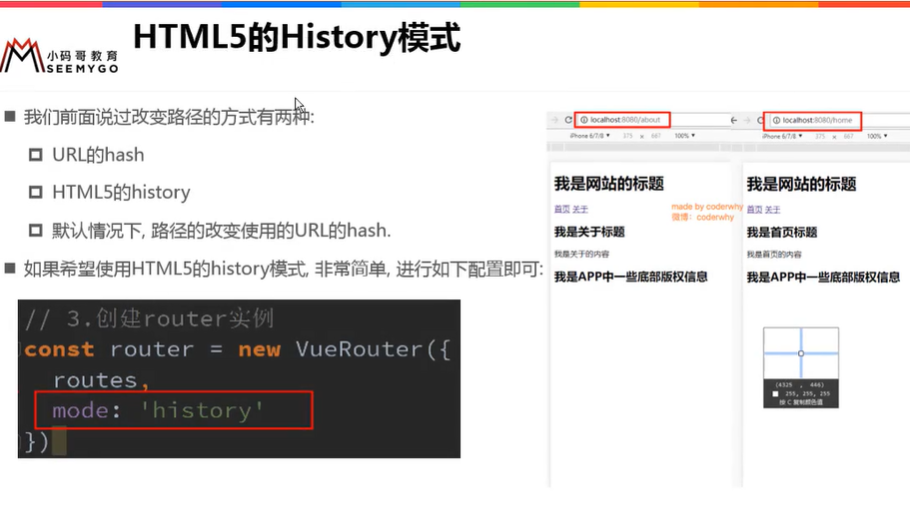 HTML5的History模式
小码哥教育
SEEMYGO
我们前面说过改变路径的方式有两种:
URL的hash
HTML5的history
默认情况下, 路径的改变使用的URL的hash.
如果希望使用HTML5的history模式, 非常简单, 进行如下配置即可:
// 3.创建router实例
const router = new VueRouter({
routes,
mode: 'history'
})
localhost:8080/about
iPhone 6/7/8 ▼ 375 × 667 100% ▼
我是网站的标题
首页 关于
made by coderwhy
微博: coderwhy
我是关于标题
我是关于的内容
我是APP中一些底部版权信息
localhost:8080/home
iPhone 6/7/8 ▼ 375 × 667 100% ▼
我是网站的标题
首页 关于
我是首页标题
我是首页的内容
我是APP中一些底部版权信息
(4325 , 446)
255, 255, 255
按 C 复制颜色值